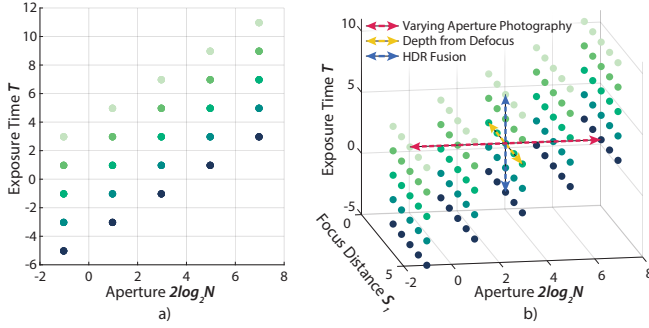 12
10
8
6
4
2
0
-2
-4
-6
-2
0
2
4
6
8
Exposure Time T
Aperture 2log2N
a)
Varying Aperture Photography
Depth from Defocus
HDR Fusion
10
5
0
-5
Exposure Time T
0
5
Focus Distance Sf
-2
0
2
4
6
8
Aperture 2log2N
b)